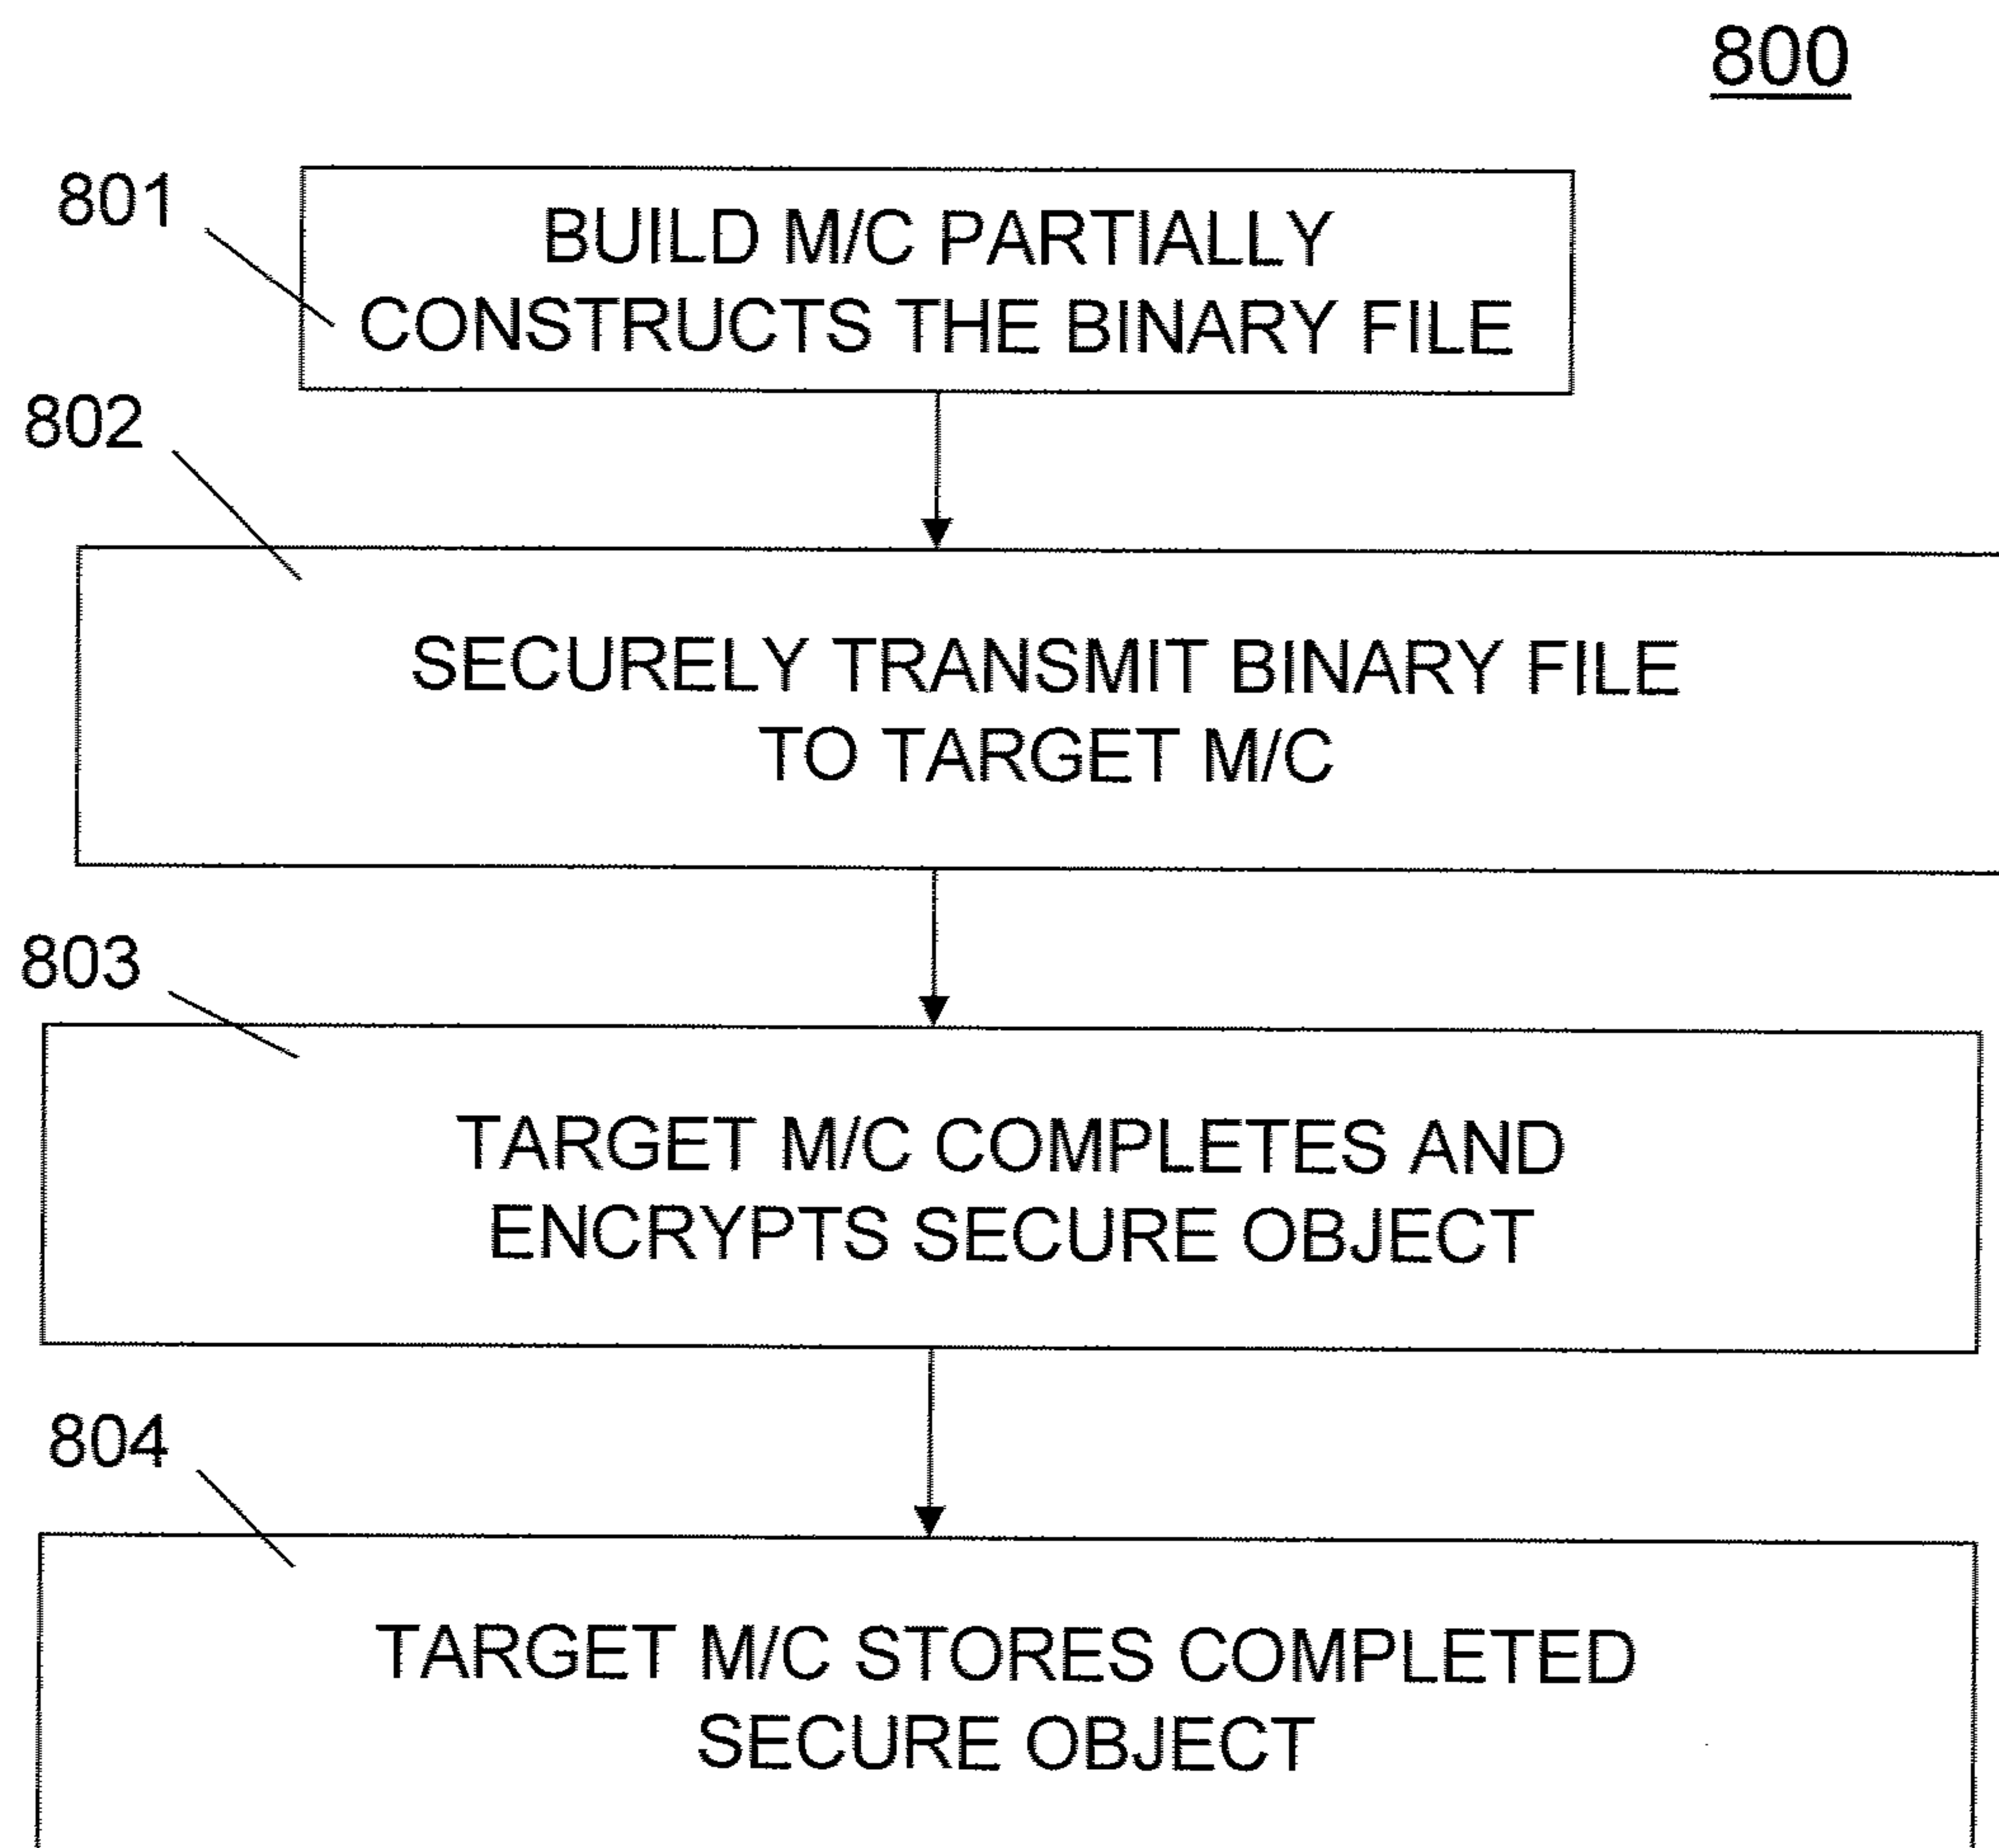 800
801
BUILD M/C PARTIALLY
CONSTRUCTS THE BINARY FILE
802
SECURELY TRANSMIT BINARY FILE
TO TARGET M/C
803
TARGET M/C COMPLETES AND
ENCRYPTS SECURE OBJECT
804
TARGET M/C STORES COMPLETED
SECURE OBJECT